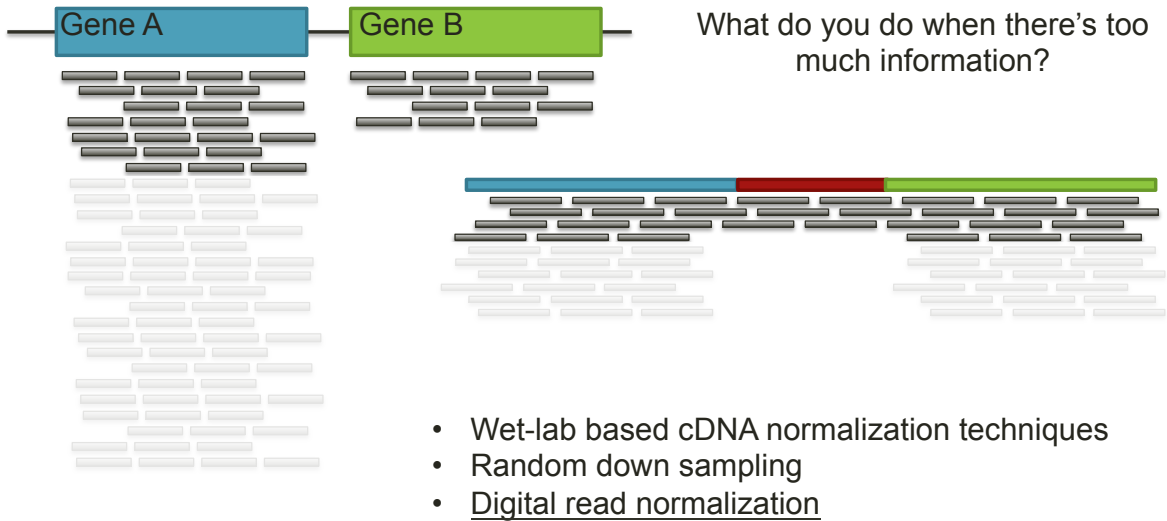 Gene A
Gene B
What do you do when there’s too
much information?
• Wet-lab based cDNA normalization techniques
• Random down sampling
• Digital read normalization